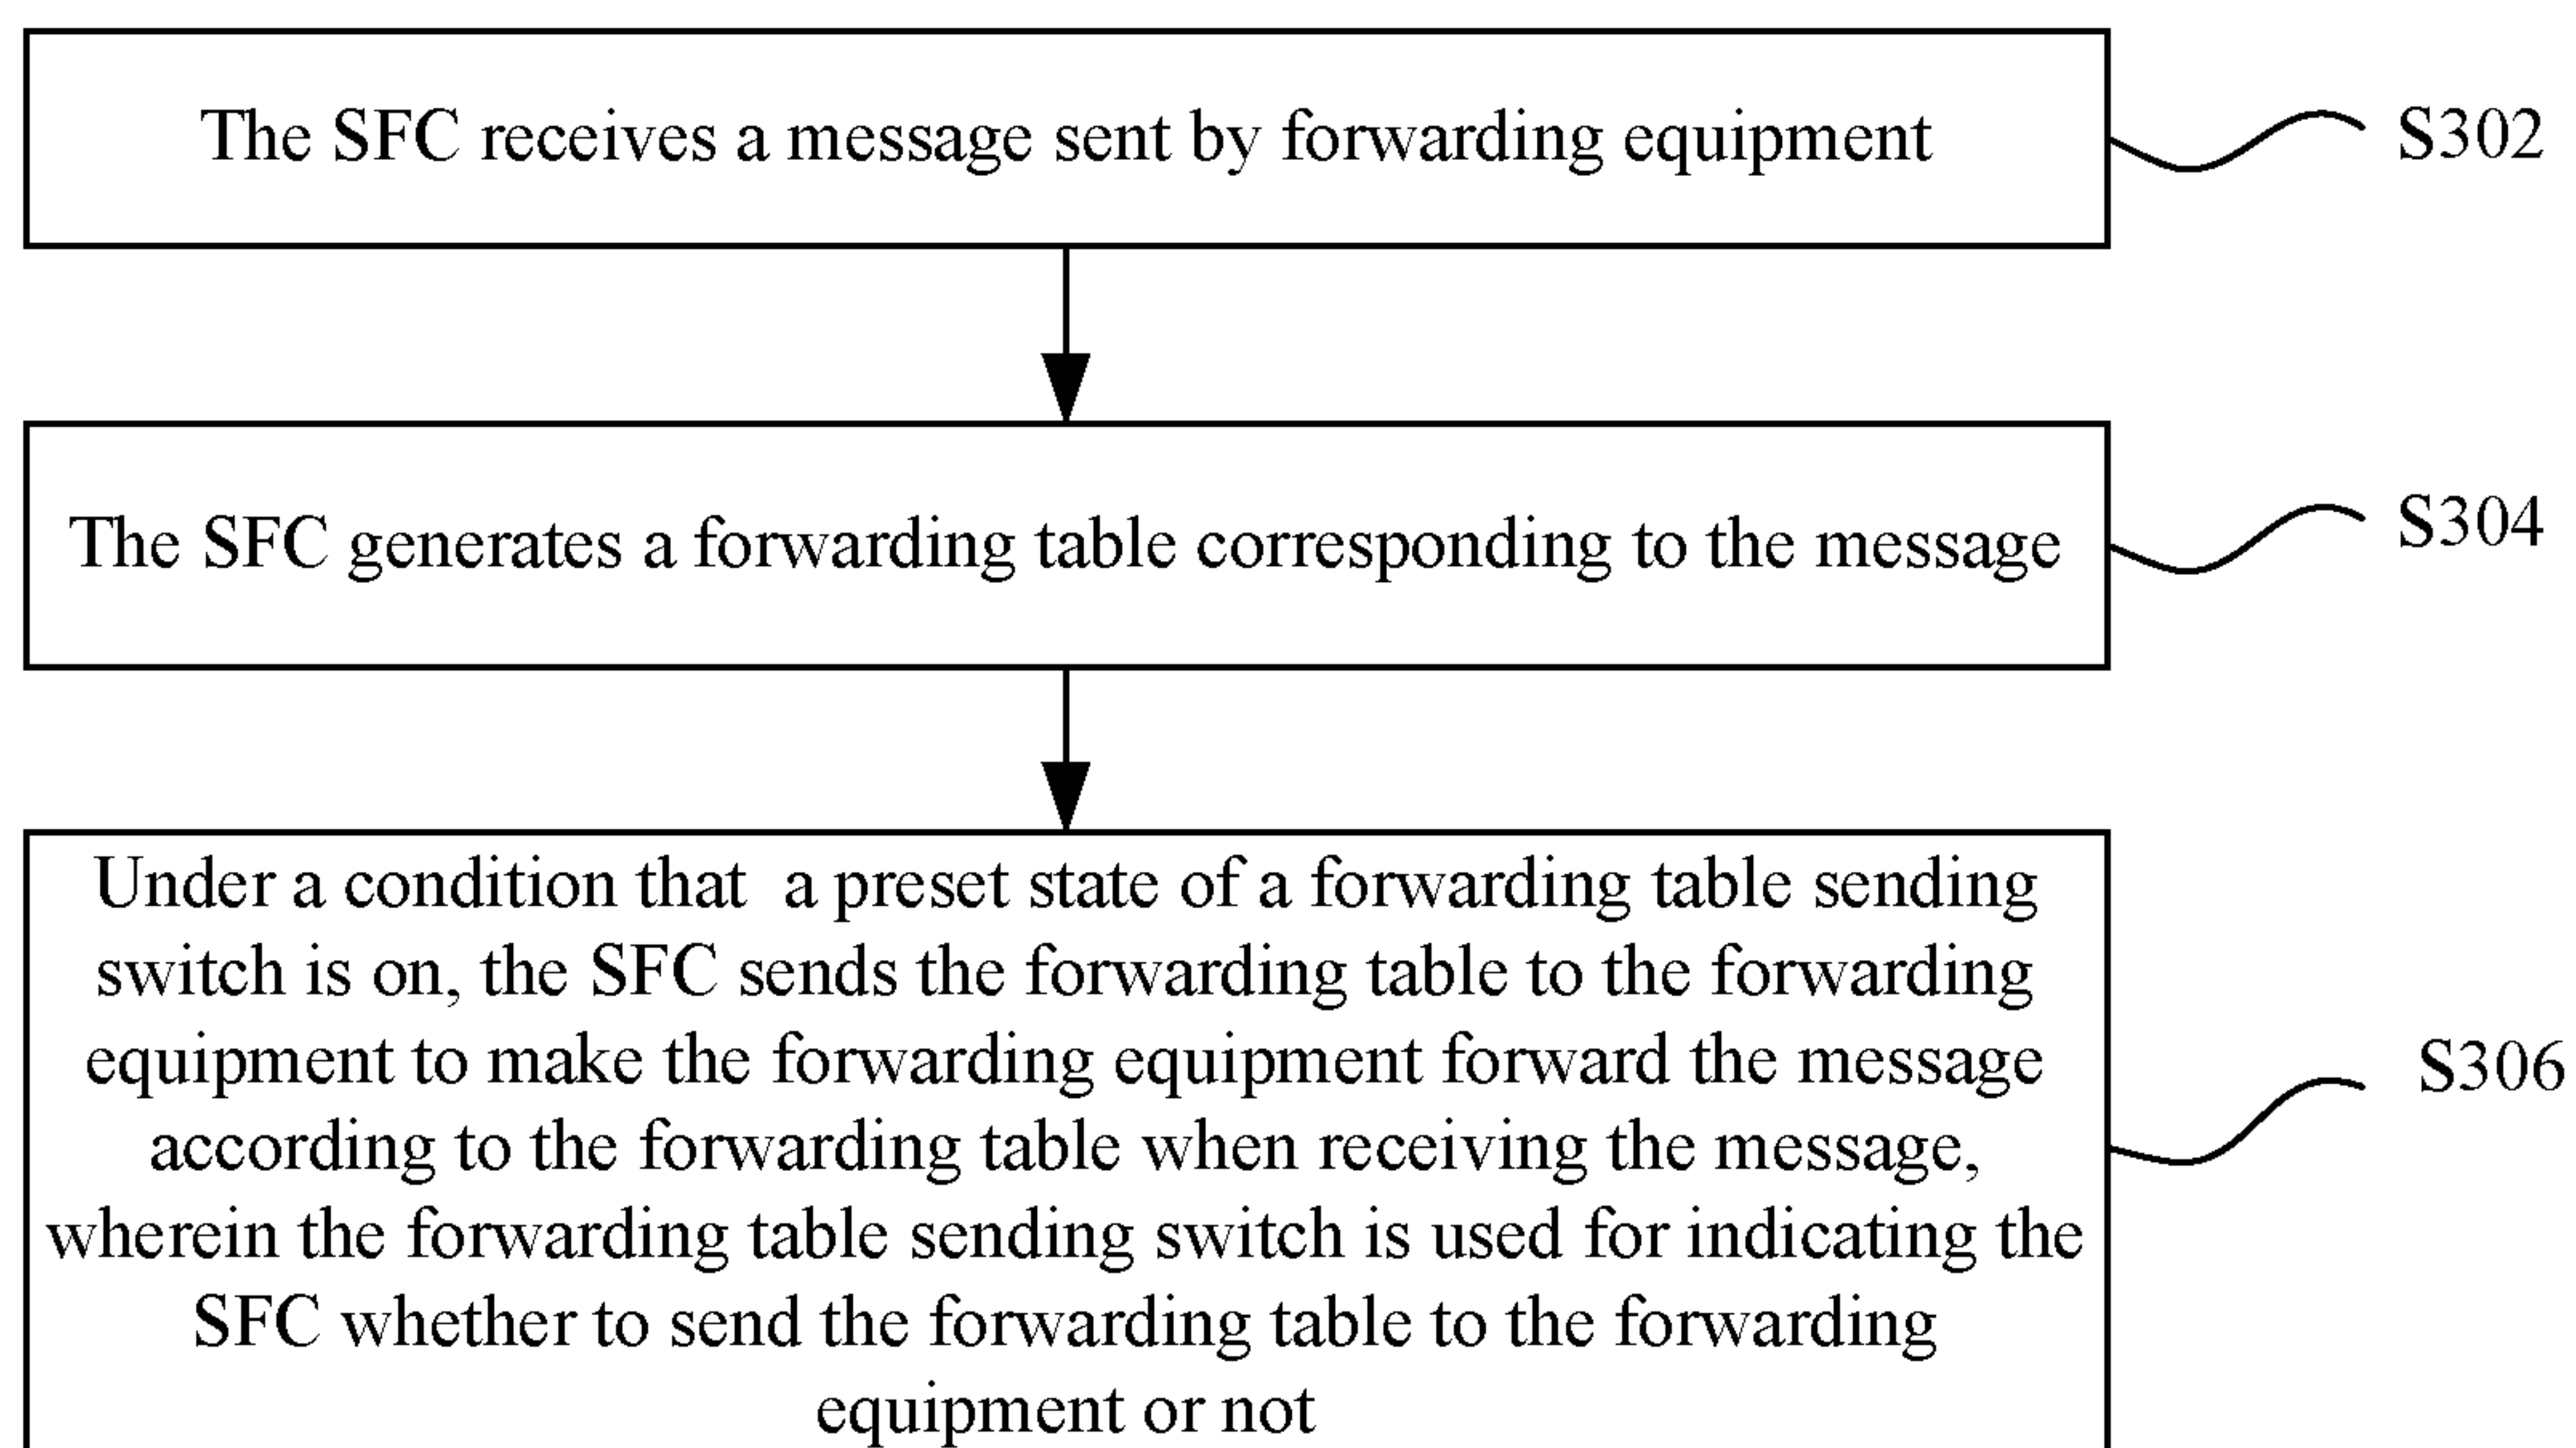 The SFC receives a message sent by forwarding equipment
S302
The SFC generates a forwarding table corresponding to the message
S304
Under a condition that a preset state of a forwarding table sending
switch is on, the SFC sends the forwarding table to the forwarding
equipment to make the forwarding equipment forward the message
according to the forwarding table when receiving the message,
wherein the forwarding table sending switch is used for indicating the
SFC whether to send the forwarding table to the forwarding
equipment or not
S306